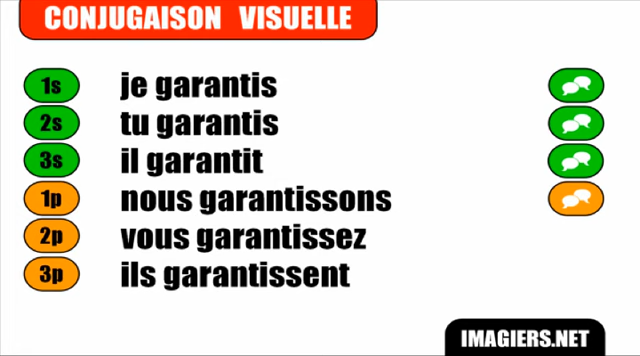 CONJUGAISON VISUELLE
1s je garantis
2s tu garantis
3s il garantit
1p nous garantissons
2p vous garantissez
3p ils garantissent
IMAGIERS.NET